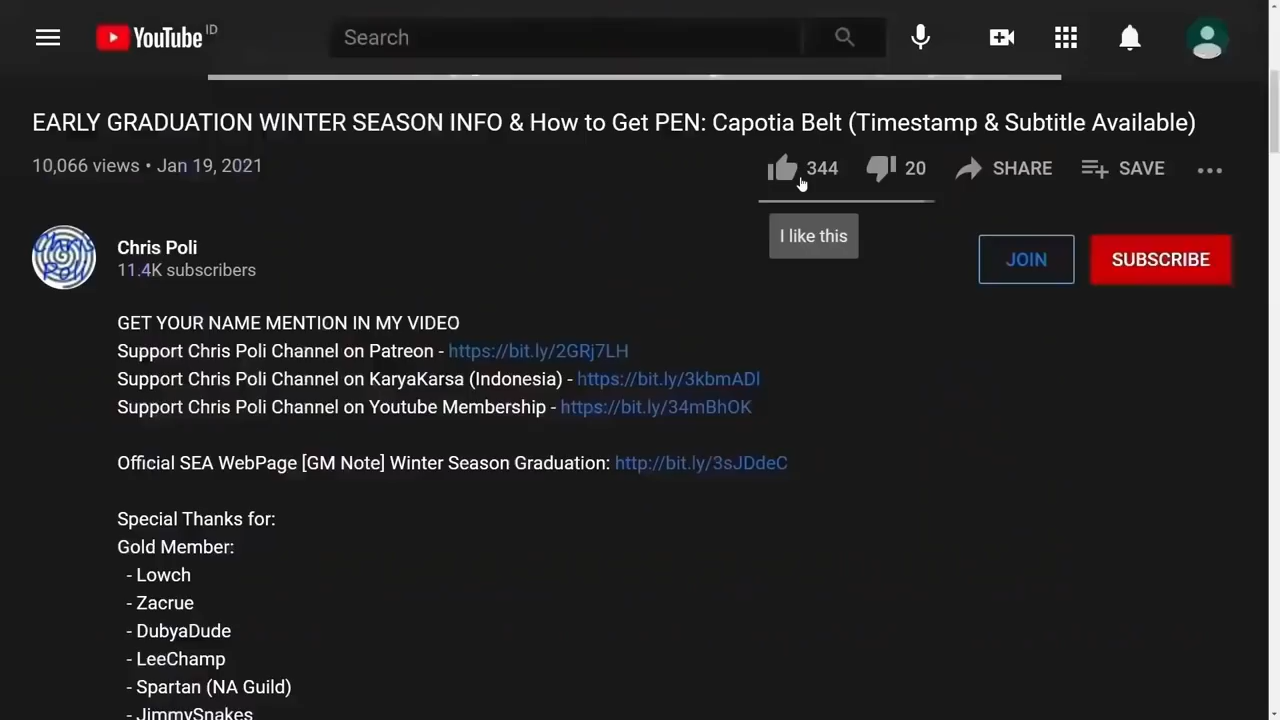 YouTube ID
Search
EARLY GRADUATION WINTER SEASON INFO & How to Get PEN: Capotia Belt (Timestamp & Subtitle Available)
10,066 views • Jan 19, 2021
344 20 SHARE SAVE
I like this
Chris Poli
11.4K subscribers
JOIN SUBSCRIBE
GET YOUR NAME MENTION IN MY VIDEO
Support Chris Poli Channel on Patreon - https://bit.ly/2GRj7LH
Support Chris Poli Channel on KaryaKarsa (Indonesia) - https://bit.ly/3kbmADl
Support Chris Poli Channel on Youtube Membership - https://bit.ly/34mBhOK
Official SEA WebPage [GM Note] Winter Season Graduation: http://bit.ly/3sJDdeC
Special Thanks for:
Gold Member:
- Lowch
- Zacrue
- DubyaDude
- LeeChamp
- Spartan (NA Guild)
- JimmySnakes